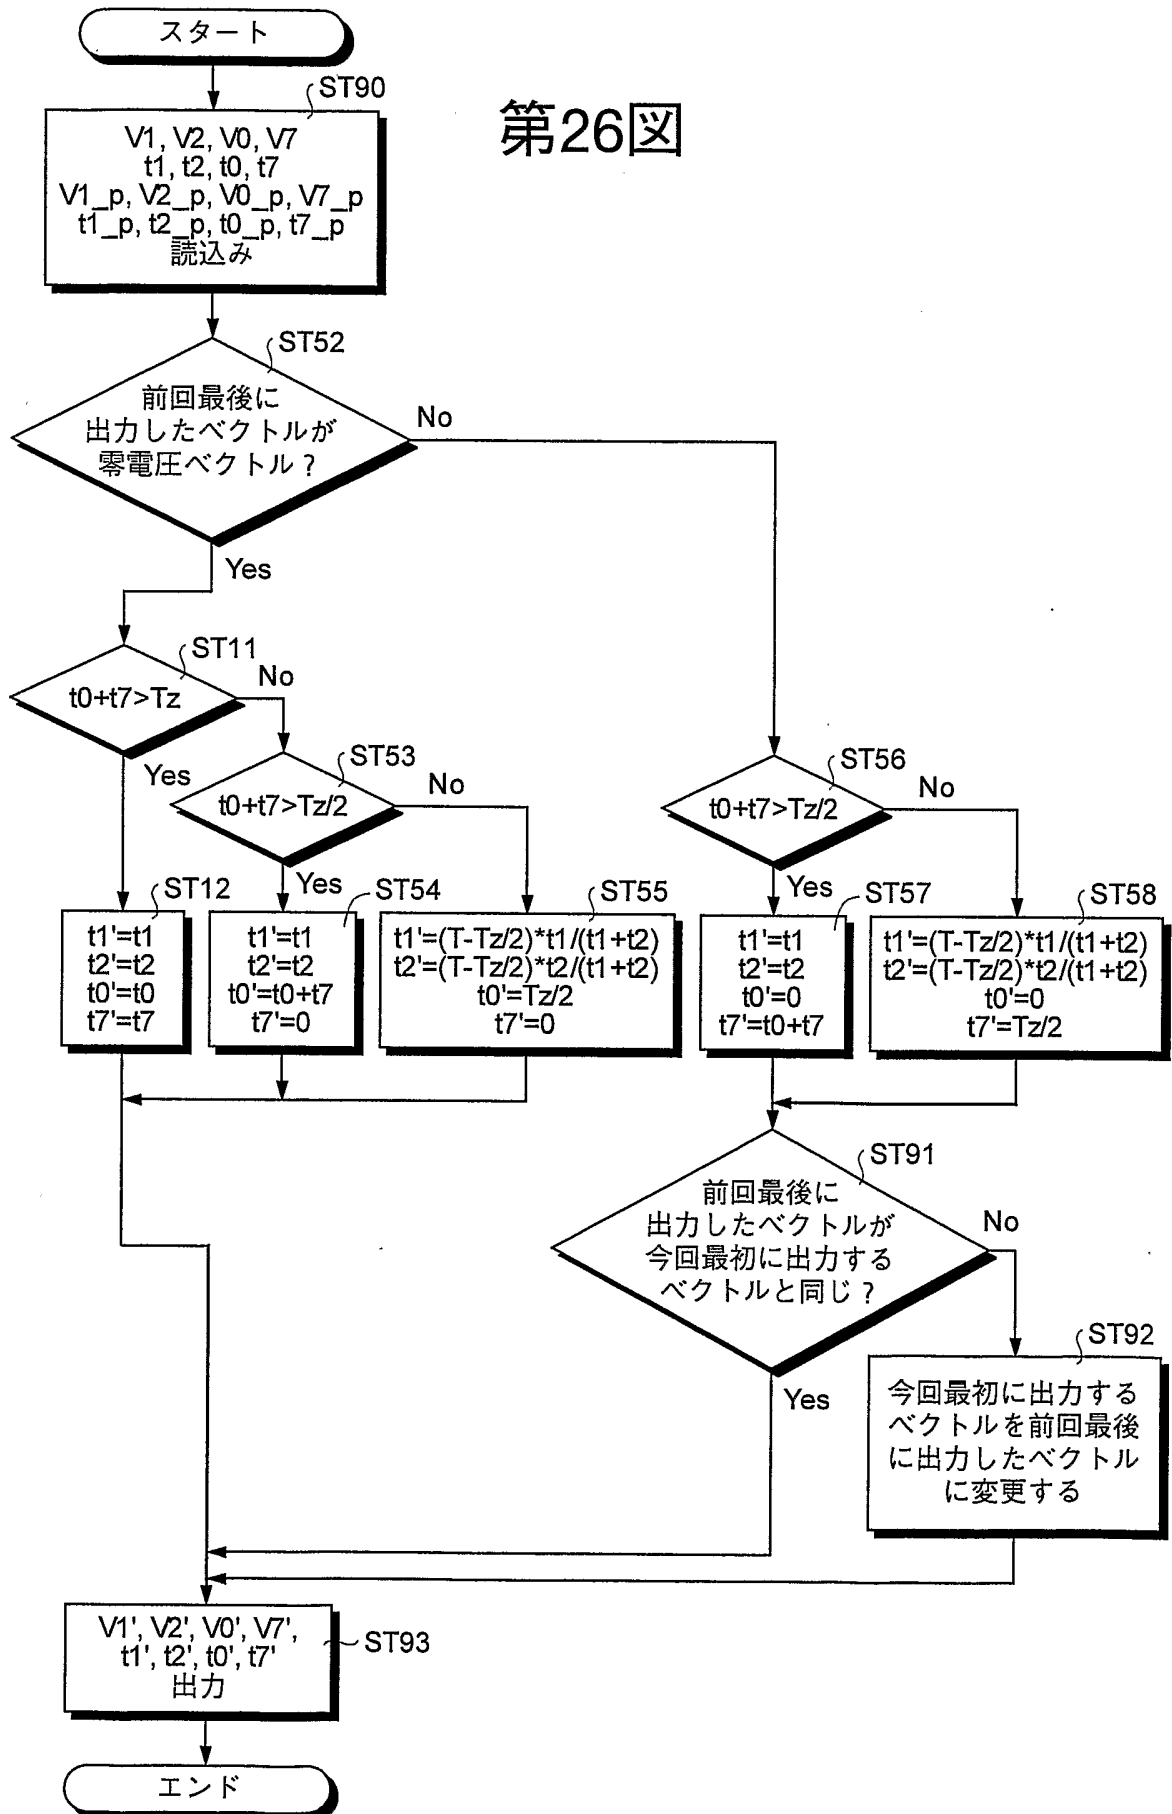 スタート
ST90
第26図
V1, V2, V0, V7
t1, t2, t0, t7
V1_p, V2_p, V0_p, V7_p
t1_p, t2_p, t0_p, t7_p
読込み
ST52
前回最後に
出力したベクトルが
零電圧ベクトル?
No
Yes
ST11
t0+t7>Tz
No
Yes
ST53
t0+t7>Tz/2
No
Yes
ST56
t0+t7>Tz/2
No
Yes
ST12
t1'=t1
t2'=t2
t0'=t0
t7'=t7
ST54
t1'=t1
t2'=t2
t0'=t0+t7
t7'=0
ST55
t1'=(T-Tz/2)*t1/(t1+t2)
t2'=(T-Tz/2)*t2/(t1+t2)
t0'=Tz/2
t7'=0
ST57
t1'=t1
t2'=t2
t0'=0
t7'=t0+t7
ST58
t1'=(T-Tz/2)*t1/(t1+t2)
t2'=(T-Tz/2)*t2/(t1+t2)
t0'=0
t7'=Tz/2
ST91
前回最後に
出力したベクトルが
今回最初に出力する
ベクトルと同じ?
No
Yes
ST92
今回最初に出力する
ベクトルを前回最後
に出力したベクトル
に変更する
V1', V2', V0', V7',
t1', t2', t0', t7'
出力
ST93
エンド